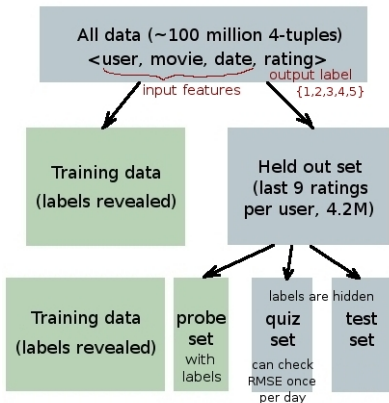 All data (~100 million 4-tuples)
<user, movie, date, rating>
input features
output label
{1,2,3,4,5}
Training data
(labels revealed)
Held out set
(last 9 ratings
per user, 4.2M)
Training data
(labels revealed)
probe
set
with
labels
labels are hidden
quiz
set
can check
RMSE once
per day
test
set